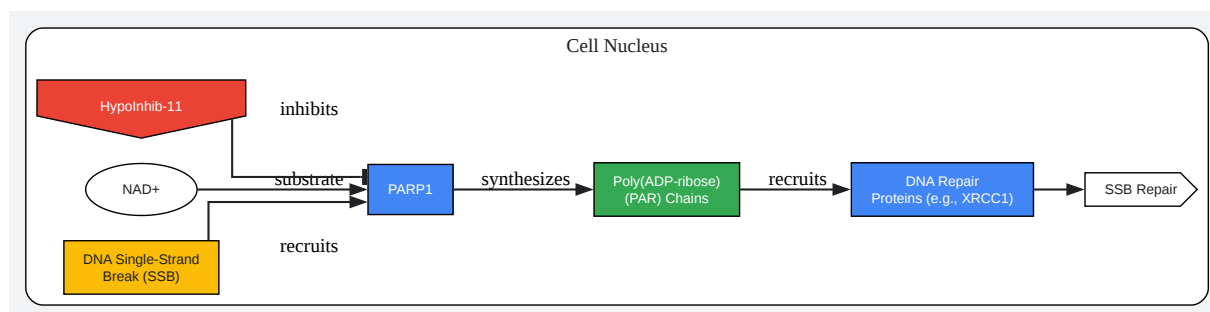 Cell Nucleus
HypoInhib-11
inhibits
NAD+
substrate
PARP1
synthesizes
Poly(ADP-ribose)
(PAR) Chains
recruits
DNA Repair
Proteins (e.g., XRCC1)
SSB Repair
DNA Single-Strand
Break (SSB)
recruits